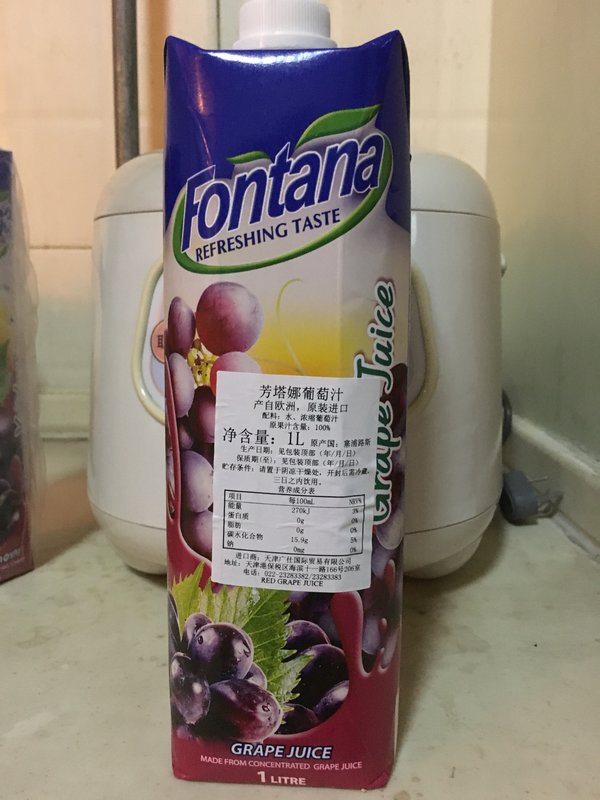 Fontana
REFRESHING TASTE
Grape Juice
芳塔娜葡萄汁
产自欧洲，原装进口
配料：水、浓缩葡萄汁
原果汁含量：100%
净含量：1L 原产国：塞浦路斯
生产日期：见包装顶部（年/月/日）
保质期(至)：见包装顶部（年/月/日）
贮存条件：请置于阴凉干燥处，开封后需冷藏，
三日之内饮用。
营养成分表
项目 每100mL NRV%
能量 270kJ 3%
蛋白质 0g 0%
脂肪 0g 0%
碳水化合物 15.9g 5%
钠 0mg 0%
进口商：天津广仕国际贸易有限公司
地址：天津港保税区海滨十一路166号206室
电话：022-23283382/23283383
RED GRAPE JUICE
GRAPE JUICE
MADE FROM CONCENTRATED GRAPE JUICE
1 LITRE